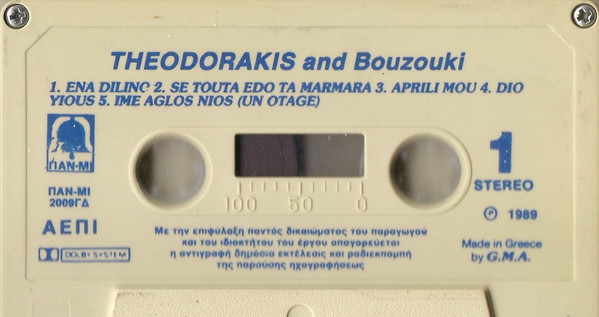 THEODORAKIS and Bouzouki
1. ENA DILINO 2. SE TOUTA EDO TA MARMARA 3. APRILI MOU 4. DIO
YIOUS 5. IME AGLOS NIOS (UN OTAGE)
ΠΑΝ-ΜΙ
ΠΑΝ-ΜΙ
2009ΓΔ
ΑΕΠΙ
DOLBY SYSTEM
100 50 0
1
STEREO
Ⓟ 1989
Made in Greece
by G.M.A.
Με την επιφύλαξη παντός δικαιώματος του παραγωγού
και του ιδιοκτήτου του έργου απαγορεύεται
η αντιγραφή δημόσια εκτέλεσις και ραδιεκπομπή
της παρούσης ηχογραφήσεως